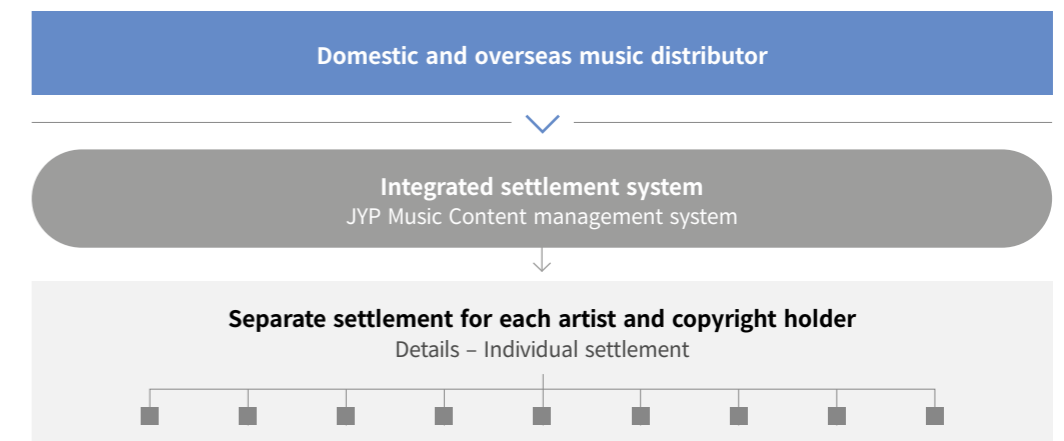 Domestic and overseas music distributor
Integrated settlement system
JYP Music Content management system
Separate settlement for each artist and copyright holder
Details – Individual settlement